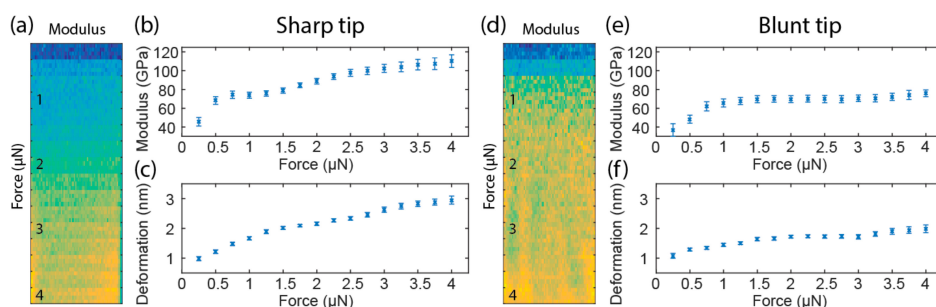 (a)
Modulus
Force (µN)
1
2
3
4
(b)
Sharp tip
Modulus (GPa)
120
100
80
60
40
0 0.5 1 1.5 2 2.5 3 3.5 4
Force (µN)
(c)
Deformation (nm)
3
2
1
0 0.5 1 1.5 2 2.5 3 3.5 4
Force (µN)
(d)
Modulus
Force (µN)
1
2
3
4
(e)
Blunt tip
Modulus (GPa)
120
100
80
60
40
0 0.5 1 1.5 2 2.5 3 3.5 4
Force (µN)
(f)
Deformation (nm)
3
2
1
0 0.5 1 1.5 2 2.5 3 3.5 4
Force (µN)